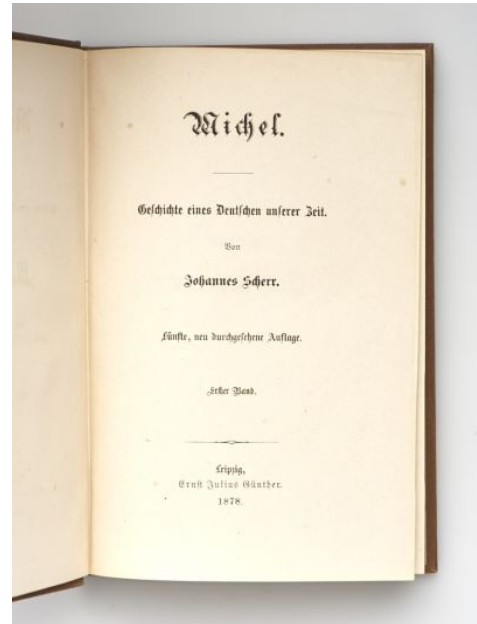 Michel.
Geschichte eines Deutschen unserer Zeit.
Von
Johannes Scherr.
Fünfte, neu durchgesehene Auflage.
Erster Band.
Leipzig,
Ernst Julius Günther.
1878.